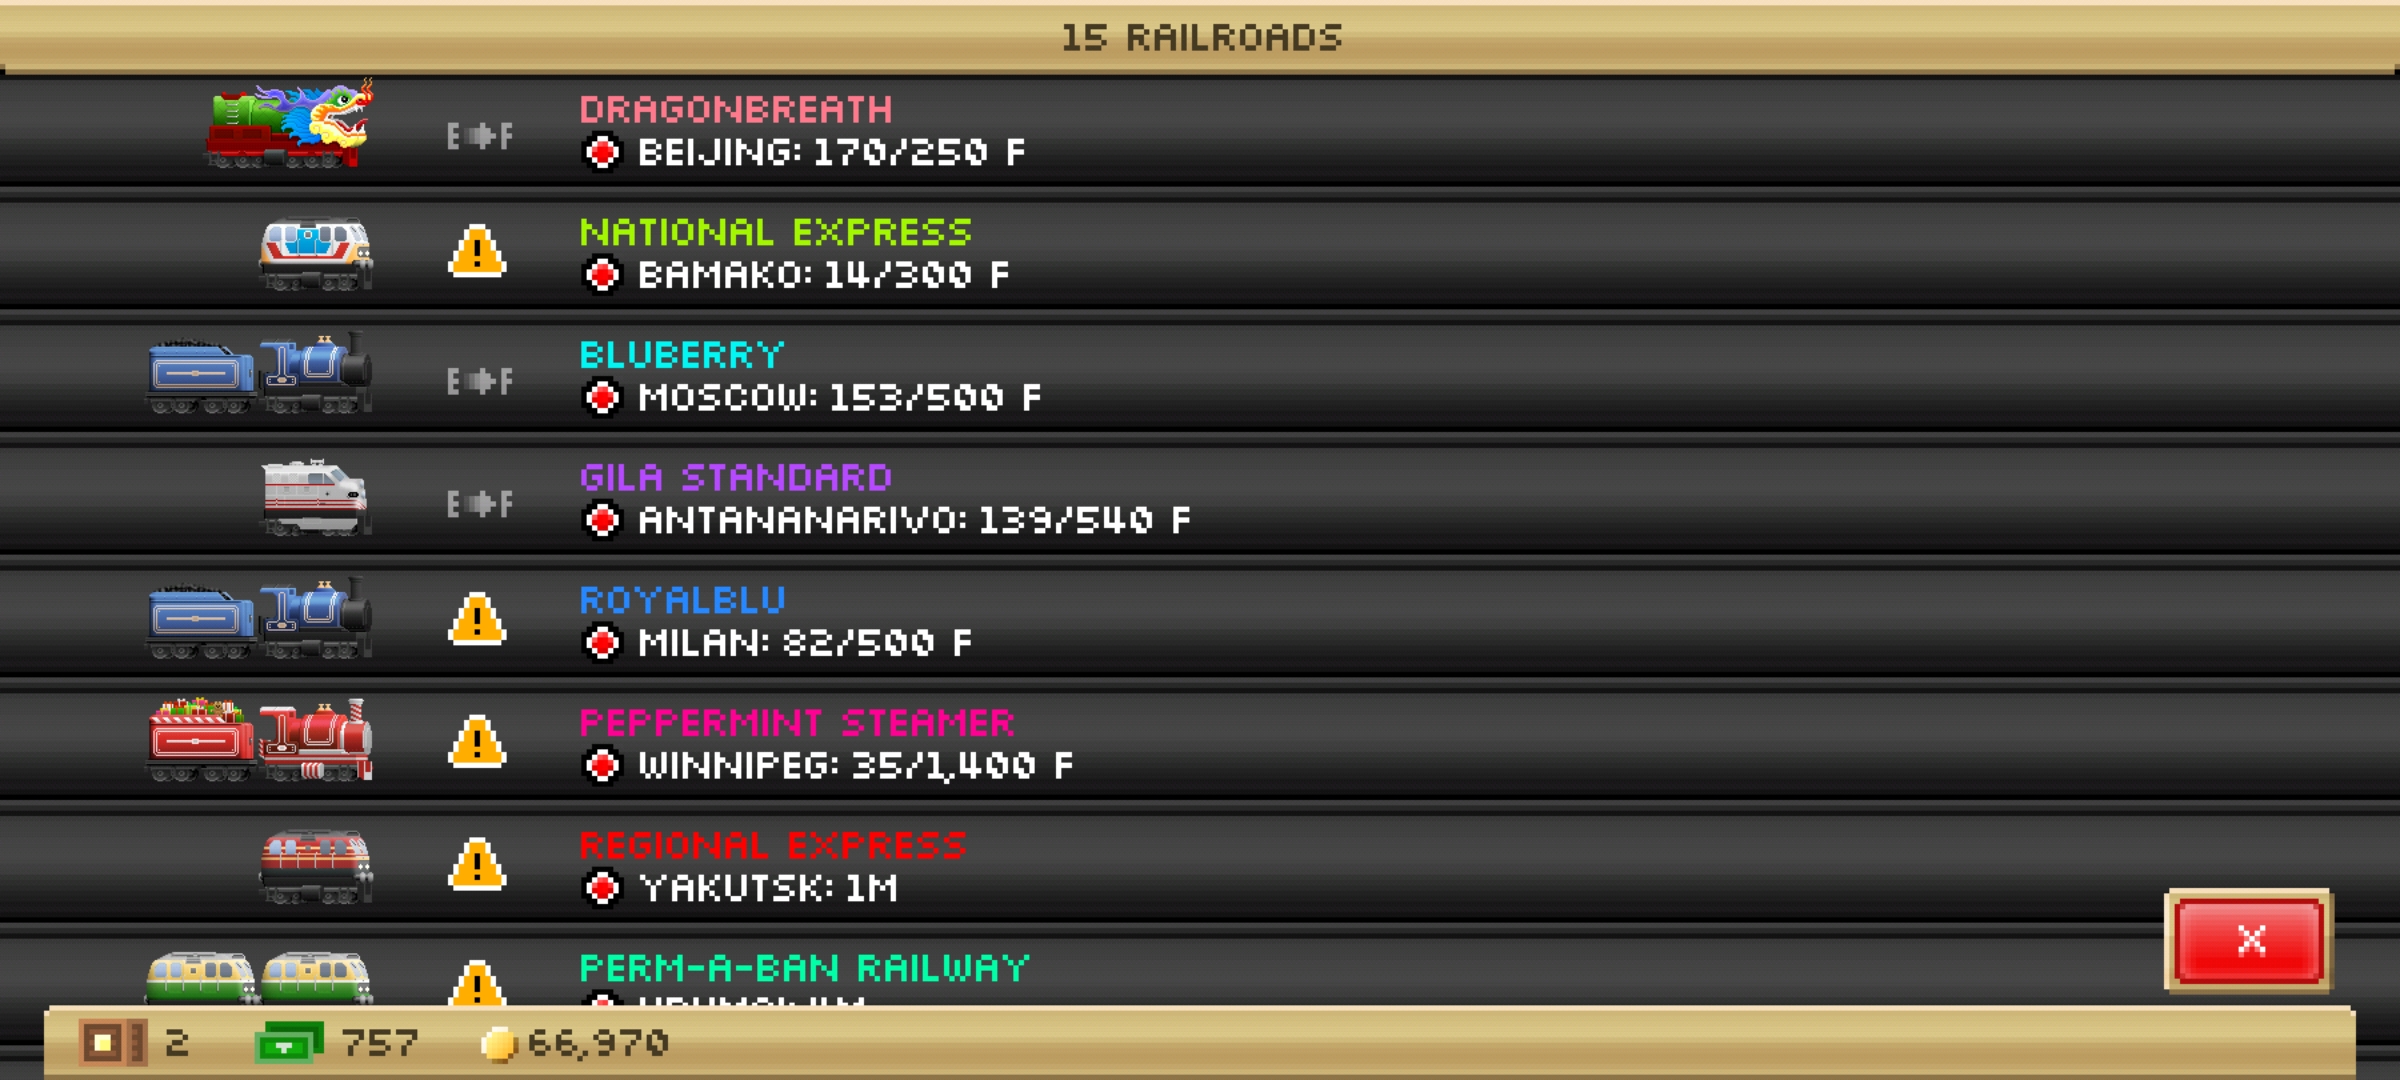 15 RAILROADS
DRAGONBREATH
E F
BEIJING: 170/250 F
NATIONAL EXPRESS
BAMAKO: 14/300 F
BLUBERRY
E F
MOSCOW: 153/500 F
GILA STANDARD
E F
ANTANANARIVO: 139/540 F
ROYALBLU
MILAN: 82/500 F
PEPPERMINT STEAMER
WINNIPEG: 35/1,400 F
REGIONAL EXPRESS
YAKUTSK: 1M
PERM-A-BAN RAILWAY
X
2 757 66,970